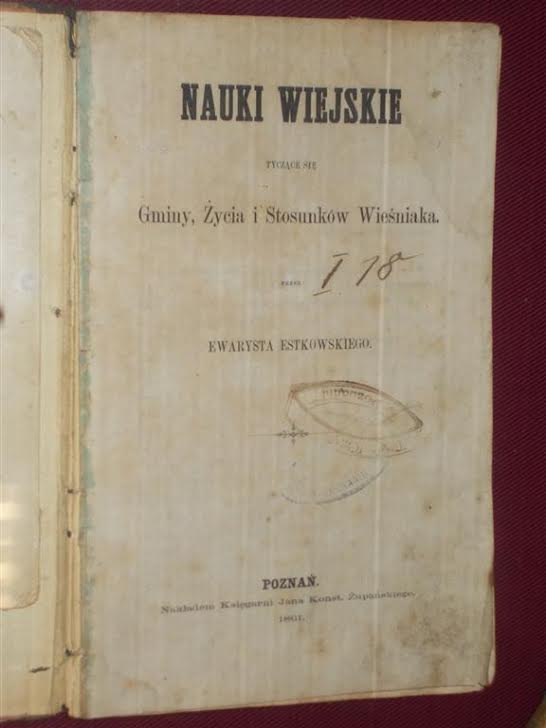 NAUKI WIEJSKIE
TYCZĄCE SIĘ
Gminy, Życia i Stosunków Wieśniaka.
PRZEZ
I 18
EWARYSTA ESTKOWSKIEGO.
POZNAŃ.
Nakładem Księgarni Jana Konst. Żupańskiego.
1861.